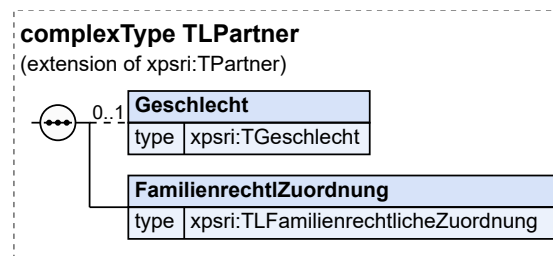 complexType TLPartner
(extension of xpsri:TPartner)
0..1
Geschlecht
type xpsri:TGeschlecht
FamilienrechtlZuordnung
type xpsri:TLFamilienrechtlicheZuordnung